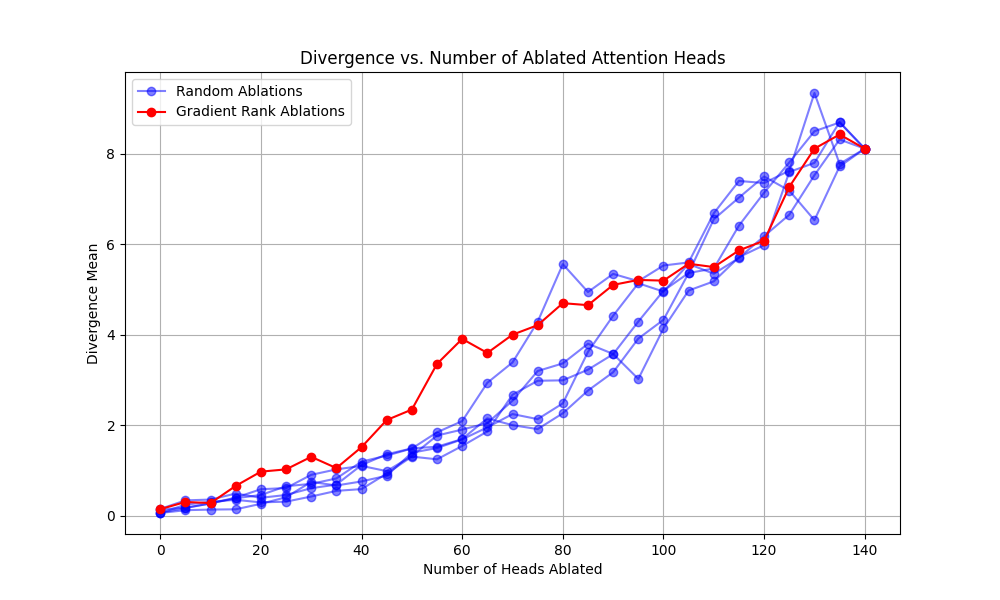 Divergence vs. Number of Ablated Attention Heads
Random Ablations
Gradient Rank Ablations
Divergence Mean
8
6
4
2
0
0 20 40 60 80 100 120 140
Number of Heads Ablated